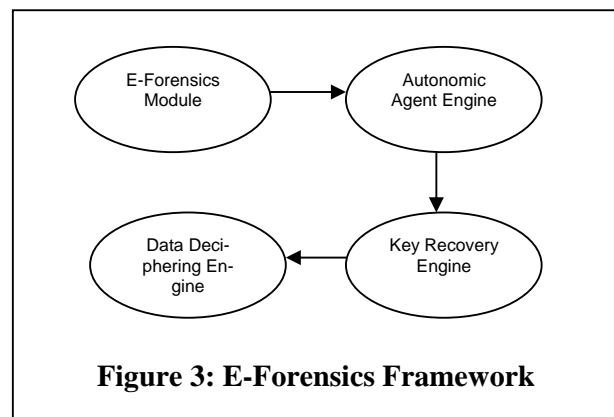 E-Forensics
Module
Autonomic
Agent Engine
Data Deci-
phering En-
gine
Key Recovery
Engine
Figure 3: E-Forensics Framework